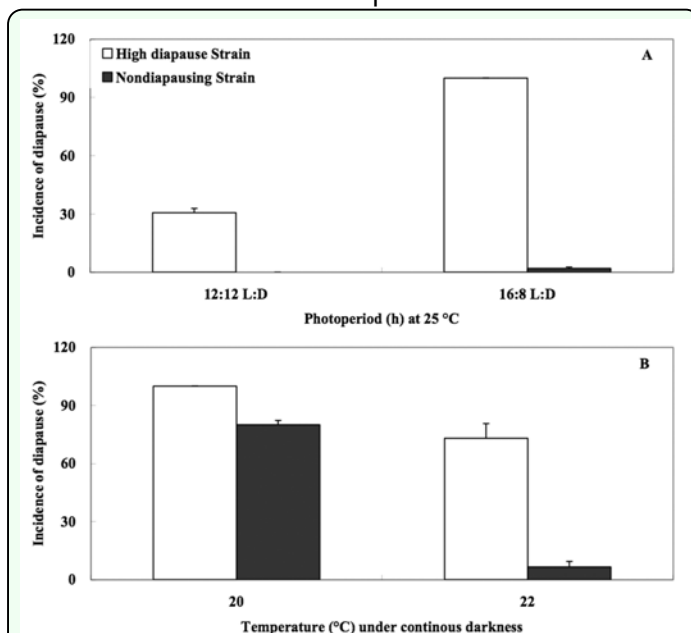 120
High diapause Strain
A
Nondiapausing Strain
90
60
30
0
Incidence of diapause (%)
12:12 L:D
16:8 L:D
Photoperiod (h) at 25 °C
120
B
90
60
30
0
Incidence of diapause (%)
20
22
Temperature (°C) under continous darkness